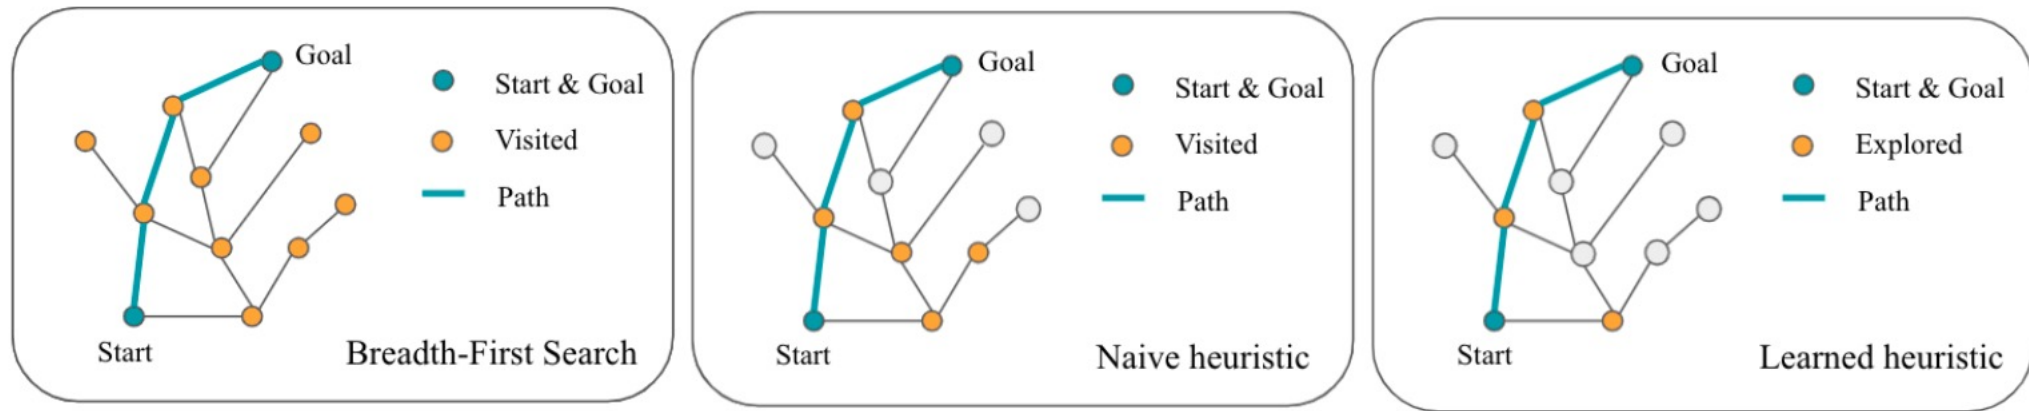 Goal
Start & Goal
Visited
Path
Start
Breadth-First Search
Goal
Start & Goal
Visited
Path
Start
Naive heuristic
Goal
Start & Goal
Explored
Path
Start
Learned heuristic